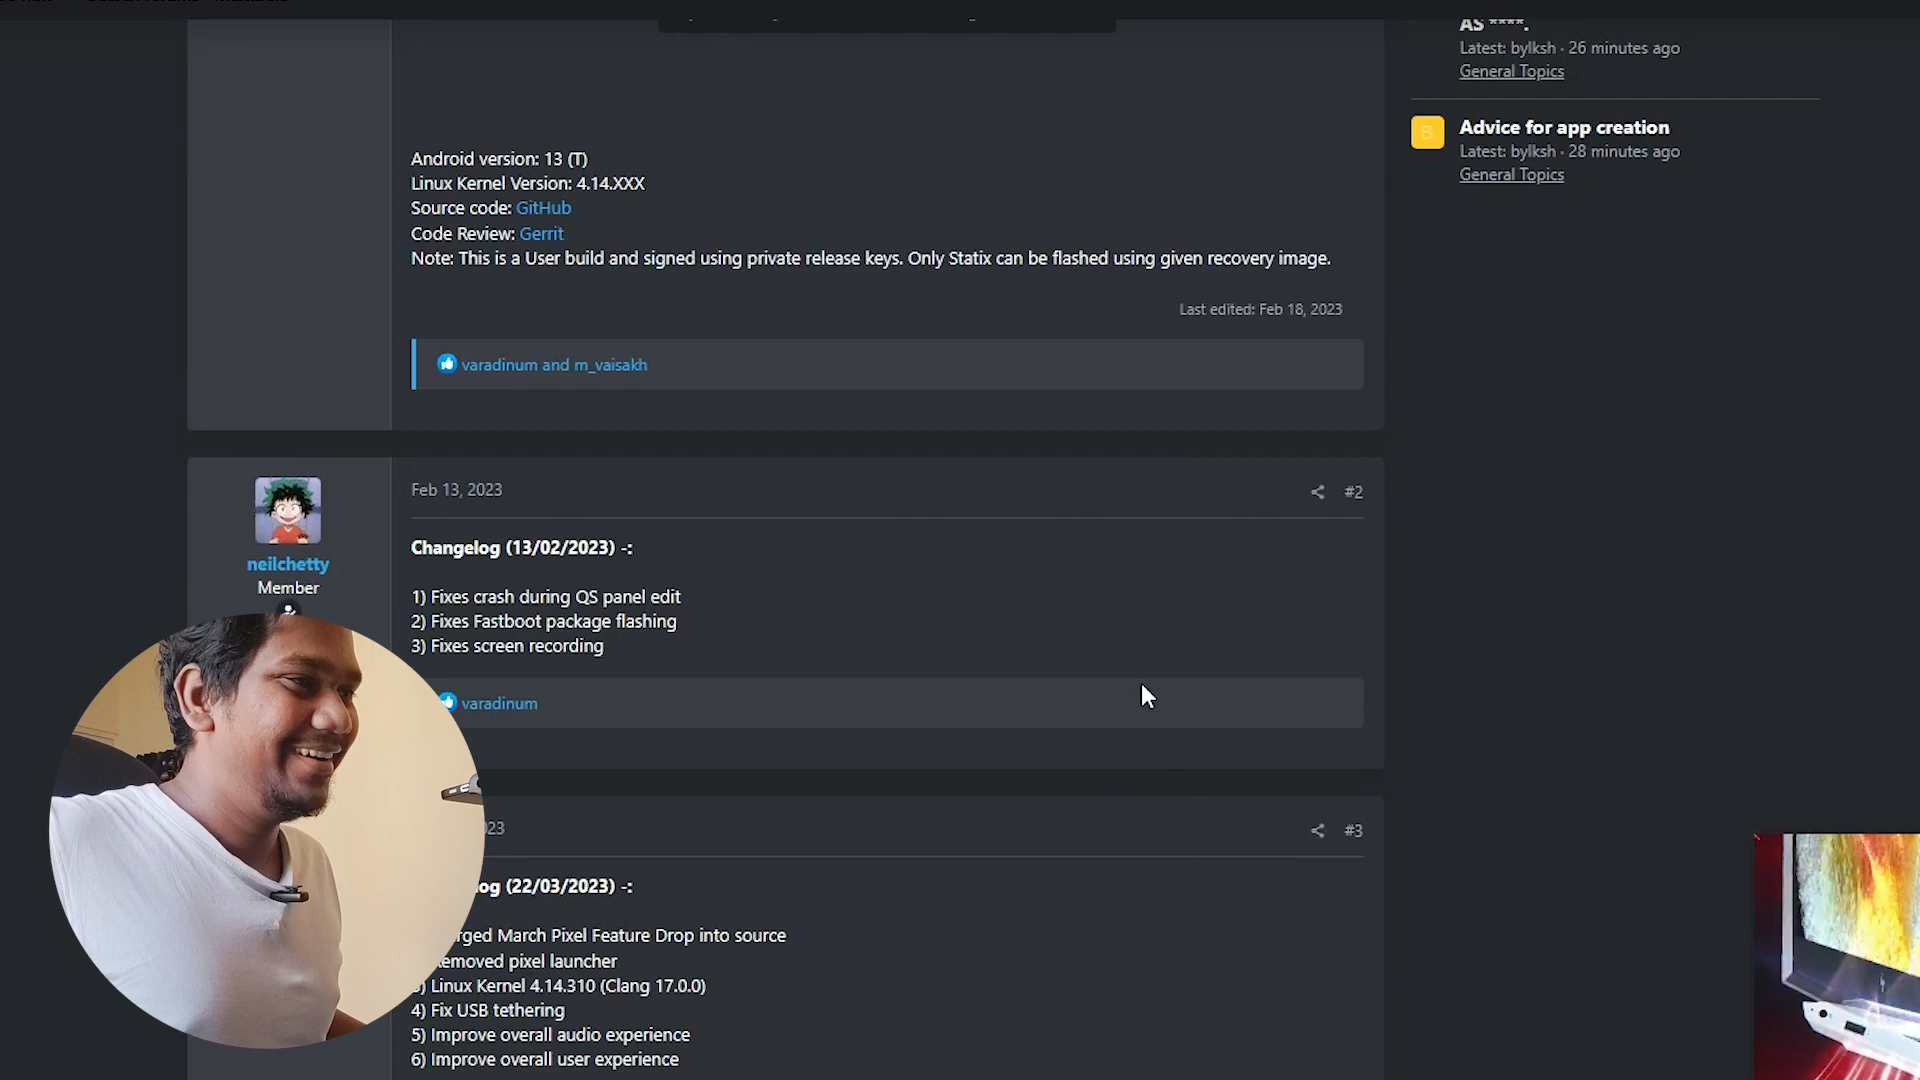 AS ****.
Latest: bylksh · 26 minutes ago
General Topics
B
Advice for app creation
Latest: bylksh · 28 minutes ago
General Topics
Android version: 13 (T)
Linux Kernel Version: 4.14.XXX
Source code: GitHub
Code Review: Gerrit
Note: This is a User build and signed using private release keys. Only Statix can be flashed using given recovery image.
Last edited: Feb 18, 2023
varadinum and m_vaisakh
neilchetty
Member
Feb 13, 2023
#2
Changelog (13/02/2023) -:
1) Fixes crash during QS panel edit
2) Fixes Fastboot package flashing
3) Fixes screen recording
varadinum
23
#3
og (22/03/2023) -:
rged March Pixel Feature Drop into source
emoved pixel launcher
) Linux Kernel 4.14.310 (Clang 17.0.0)
4) Fix USB tethering
5) Improve overall audio experience
6) Improve overall user experience